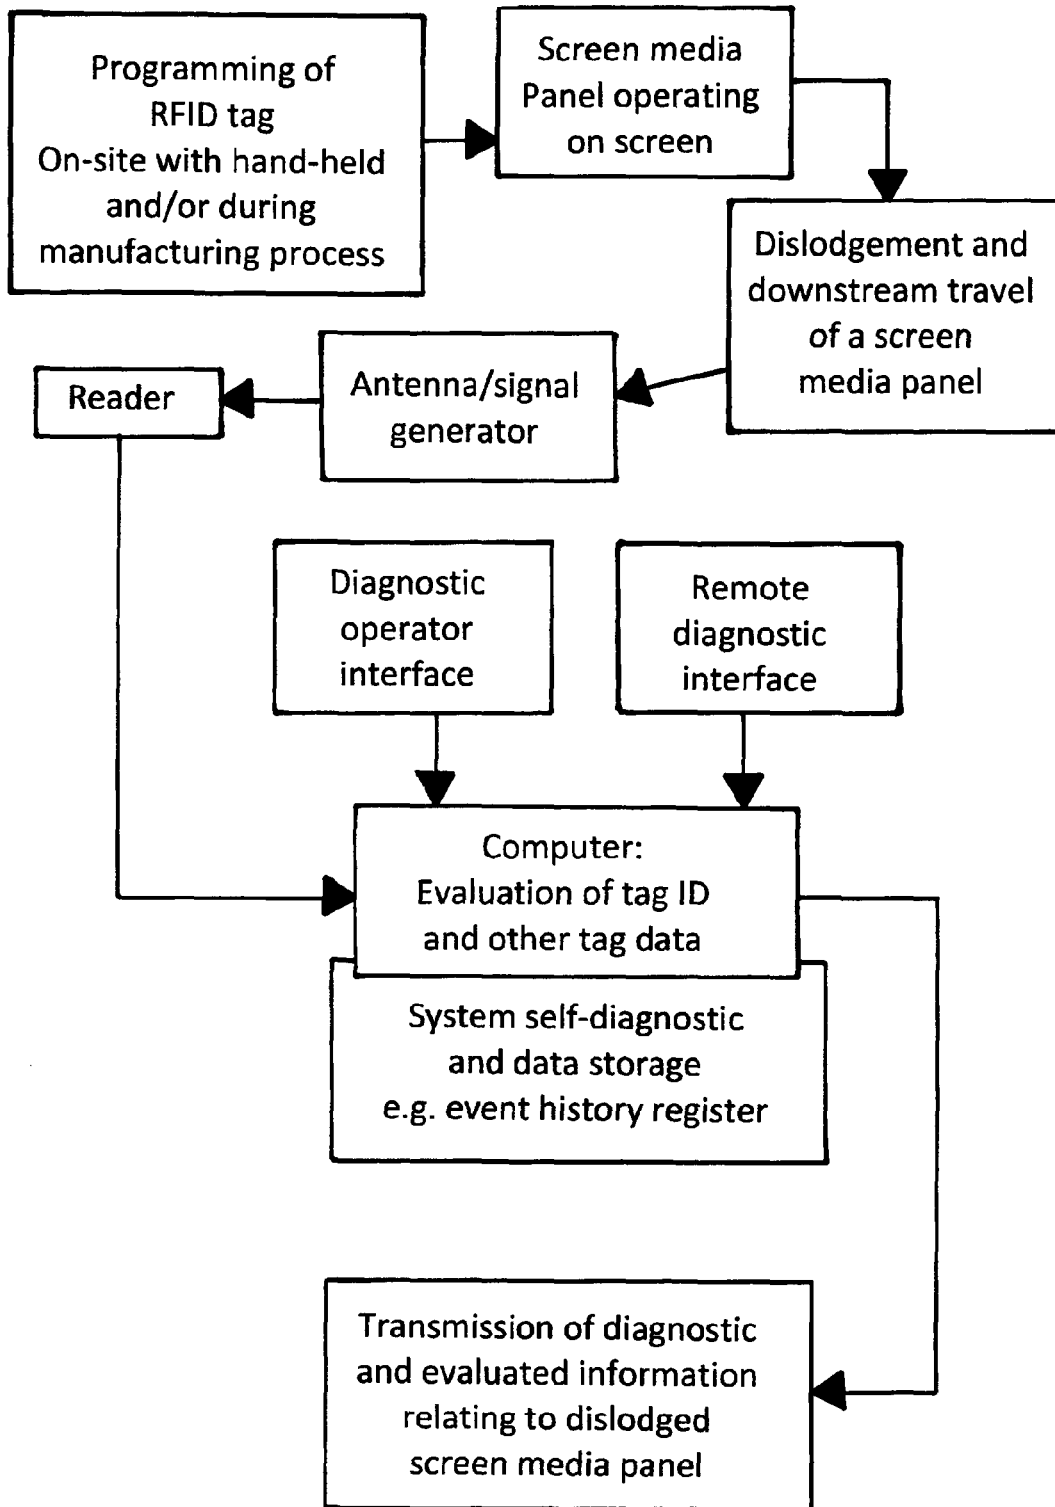 Programming of
RFID tag
On-site with hand-held
and/or during
manufacturing process
Screen media
Panel operating
on screen
Dislodgement and
downstream travel
of a screen
media panel
Antenna/signal
generator
Reader
Diagnostic
operator
interface
Remote
diagnostic
interface
Computer:
Evaluation of tag ID
and other tag data
System self-diagnostic
and data storage
e.g. event history register
Transmission of diagnostic
and evaluated information
relating to dislodged
screen media panel